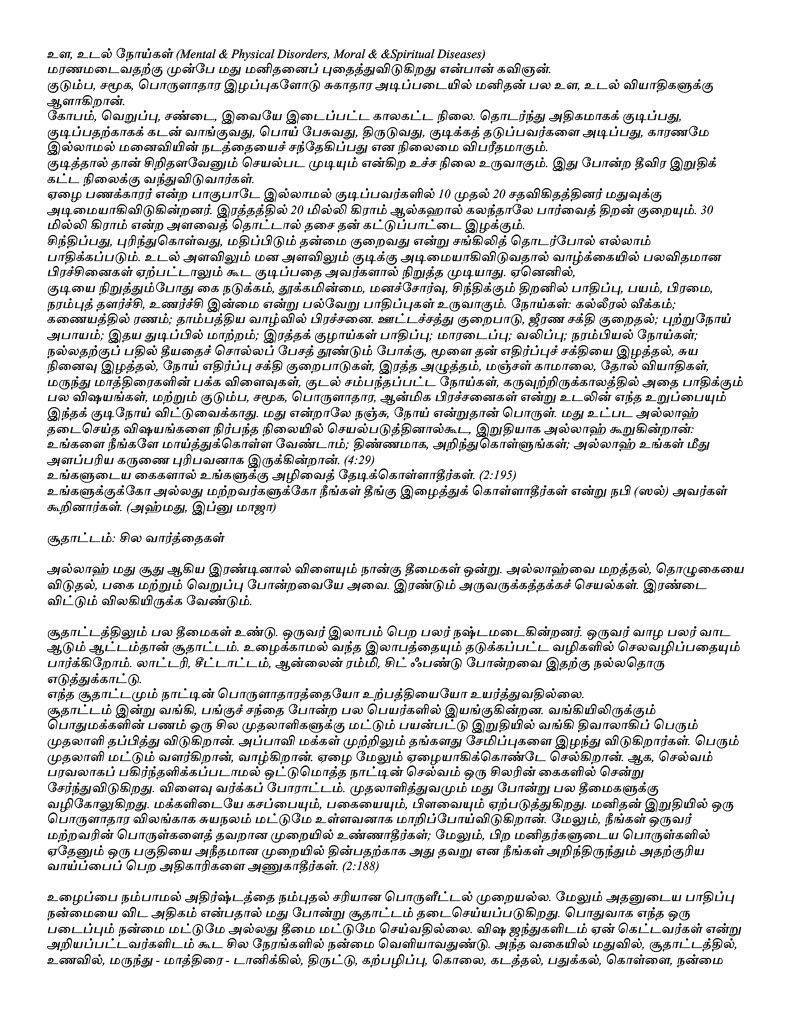 உள, உடல் நோய்கள் (Mental & Physical Disorders, Moral & &Spiritual Diseases)
மரணமடைவதற்கு முன்பே மது மனிதனைப் புதைத்துவிடுகிறது என்பான் கவிஞன்.
குடும்ப, சமூக, பொருளாதார இழப்புகளோடு சுகாதார அடிப்படையில் மனிதன் பல உள, உடல் வியாதிகளுக்கு
ஆளாகிறான்.
கோபம், வெறுப்பு, சண்டை, இவையே இடைப்பட்ட காலகட்ட நிலை. தொடர்ந்து அதிகமாகக் குடிப்பது,
குடிப்பதற்காகக் கடன் வாங்குவது, பொய் பேசுவது, திருடுவது, குடிக்கத் தடுப்பவர்களை அடிப்பது, காரணமே
இல்லாமல் மனைவியின் நடத்தையைச் சந்தேகிப்பது என நிலைமை விபரீதமாகும்.
குடித்தால் தான் சிறிதளவேனும் செயல்பட முடியும் என்கிற உச்ச நிலை உருவாகும். இது போன்ற தீவிர இறுதிக்
கட்ட நிலைக்கு வந்துவிடுவார்கள்.
ஏழை பணக்காரர் என்ற பாகுபாடே இல்லாமல் குடிப்பவர்களில் 10 முதல் 20 சதவிகிதத்தினர் மதுவுக்கு
அடிமையாகிவிடுகின்றனர். இரத்தத்தில் 20 மில்லி கிராம் ஆல்கஹால் கலந்தாலே பார்வைத் திறன் குறையும். 30
மில்லி கிராம் என்ற அளவைத் தொட்டால் தசை தன் கட்டுப்பாட்டை இழக்கும்.
சிந்திப்பது, புரிந்துகொள்வது, மதிப்பிடும் தன்மை குறைவது என்று சங்கிலித் தொடர்போல் எல்லாம்
பாதிக்கப்படும். உடல் அளவிலும் மன அளவிலும் குடிக்கு அடிமையாகிவிடுவதால் வாழ்க்கையில் பலவிதமான
பிரச்சினைகள் ஏற்பட்டாலும் கூட குடிப்பதை அவர்களால் நிறுத்த முடியாது. ஏனெனில்,
குடியை நிறுத்தும்போது கை நடுக்கம், தூக்கமின்மை, மனச்சோர்வு, சிந்திக்கும் திறனில் பாதிப்பு, பயம், பிரமை,
நரம்புத் தளர்ச்சி, உணர்ச்சி இன்மை என்று பல்வேறு பாதிப்புகள் உருவாகும். நோய்கள்: கல்லீரல் வீக்கம்;
கணையத்தில் ரணம்; தாம்பத்திய வாழ்வில் பிரச்சனை. ஊட்டச்சத்து குறைபாடு, ஜீரண சக்தி குறைதல்; புற்றுநோய்
அபாயம்; இதய துடிப்பில் மாற்றம்; இரத்தக் குழாய்கள் பாதிப்பு; மாரடைப்பு; வலிப்பு; நரம்பியல் நோய்கள்;
நல்லதற்குப் பதில் தீயதைச் சொல்லப் பேசத் தூண்டும் போக்கு, மூளை தன் எதிர்ப்புச் சக்தியை இழத்தல், சுய
நினைவு இழத்தல், நோய் எதிர்ப்பு சக்தி குறைபாடுகள், இரத்த அழுத்தம், மஞ்சள் காமாலை, தோல் வியாதிகள்,
மருந்து மாத்திரைகளின் பக்க விளைவுகள், குடல் சம்பந்தப்பட்ட நோய்கள், கருவுற்றிருக்காலத்தில் அதை பாதிக்கும்
பல விஷயங்கள், மற்றும் குடும்ப, சமூக, பொருளாதார, ஆன்மிக பிரச்சனைகள் என்று உடலின் எந்த உறுப்பையும்
இந்தக் குடிநோய் விட்டுவைக்காது. மது என்றாலே நஞ்சு, நோய் என்றுதான் பொருள். மது உட்பட அல்லாஹ்
தடைசெய்த விஷயங்களை நிர்பந்த நிலையில் செயல்படுத்தினால்கூட, இறுதியாக அல்லாஹ் கூறுகின்றான்:
உங்களை நீங்களே மாய்த்துக்கொள்ள வேண்டாம்; திண்ணமாக, அறிந்துகொள்ளுங்கள்; அல்லாஹ் உங்கள் மீது
அளப்பரிய கருணை புரிபவனாக இருக்கின்றான். (4:29)
உங்களுடைய கைகளால் உங்களுக்கு அழிவைத் தேடிக்கொள்ளாதீர்கள். (2:195)
உங்களுக்குக்கோ அல்லது மற்றவர்களுக்கோ நீங்கள் தீங்கு இழைத்துக் கொள்ளாதீர்கள் என்று நபி (ஸல்) அவர்கள்
கூறினார்கள். (அஹ்மது, இப்னு மாஜா)
சூதாட்டம்: சில வார்த்தைகள்
அல்லாஹ் மது சூது ஆகிய இரண்டினால் விளையும் நான்கு தீமைகள் ஒன்று. அல்லாஹ்வை மறத்தல், தொழுகையை
விடுதல், பகை மற்றும் வெறுப்பு போன்றவையே அவை. இரண்டும் அருவருக்கத்தக்கச் செயல்கள். இரண்டை
விட்டும் விலகியிருக்க வேண்டும்.
சூதாட்டத்திலும் பல தீமைகள் உண்டு. ஒருவர் இலாபம் பெற பலர் நஷ்டமடைகின்றனர். ஒருவர் வாழ பலர் வாட
ஆடும் ஆட்டம்தான் சூதாட்டம். உழைக்காமல் வந்த இலாபத்தையும் தடுக்கப்பட்ட வழிகளில் செலவழிப்பதையும்
பார்க்கிறோம். லாட்டரி, சீட்டாட்டம், ஆன்லைன் ரம்மி, சிட் ஃபண்டு போன்றவை இதற்கு நல்லதொரு
எடுத்துக்காட்டு.
எந்த சூதாட்டமும் நாட்டின் பொருளாதாரத்தையோ உற்பத்தியையோ உயர்த்துவதில்லை.
சூதாட்டம் இன்று வங்கி, பங்குச் சந்தை போன்ற பல பெயர்களில் இயங்குகின்றன. வங்கியிலிருக்கும்
பொதுமக்களின் பணம் ஒரு சில முதலாளிகளுக்கு மட்டும் பயன்பட்டு இறுதியில் வங்கி திவாலாகிப் பெரும்
முதலாளி தப்பித்து விடுகிறான். அப்பாவி மக்கள் முற்றிலும் தங்களது சேமிப்புகளை இழந்து விடுகிறார்கள். பெரும்
முதலாளி மட்டும் வளர்கிறான், வாழ்கிறான். ஏழை மேலும் ஏழையாகிக்கொண்டே செல்கிறான். ஆக, செல்வம்
பரவலாகப் பகிர்ந்தளிக்கப்படாமல் ஒட்டுமொத்த நாட்டின் செல்வம் ஒரு சிலரின் கைகளில் சென்று
சேர்ந்துவிடுகிறது. விளைவு வர்க்கப் போராட்டம். முதலாளித்துவமும் மது போன்று பல தீமைகளுக்கு
வழிகோலுகிறது. மக்களிடையே கசப்பையும், பகையையும், பிளவையும் ஏற்படுத்துகிறது. மனிதன் இறுதியில் ஒரு
பொருளாதார விலங்காக சுயநலம் மட்டுமே உள்ளவனாக மாறிப்போய்விடுகிறான். மேலும், நீங்கள் ஒருவர்
மற்றவரின் பொருள்களைத் தவறான முறையில் உண்ணாதீர்கள்; மேலும், பிற மனிதர்களுடைய பொருள்களில்
ஏதேனும் ஒரு பகுதியை அநீதமான முறையில் தின்பதற்காக அது தவறு என நீங்கள் அறிந்திருந்தும் அதற்குரிய
வாய்ப்பைப் பெற அதிகாரிகளை அணுகாதீர்கள். (2:188)
உழைப்பை நம்பாமல் அதிர்ஷ்டத்தை நம்புதல் சரியான பொருளீட்டல் முறையல்ல. மேலும் அதனுடைய பாதிப்பு
நன்மையை விட அதிகம் என்பதால் மது போன்று சூதாட்டம் தடைசெய்யப்படுகிறது. பொதுவாக எந்த ஒரு
படைப்பும் நன்மை மட்டுமே அல்லது தீமை மட்டுமே செய்வதில்லை. விஷ ஜந்துகளிடம் ஏன் கெட்டவர்கள் என்று
அறியப்பட்டவர்களிடம் கூட சில நேரங்களில் நன்மை வெளியாவதுண்டு. அந்த வகையில் மதுவில், சூதாட்டத்தில்,
உணவில், மருந்து - மாத்திரை - டானிக்கில், திருட்டு, கற்பழிப்பு, கொலை, கடத்தல், பதுக்கல், கொள்ளை, நன்மை